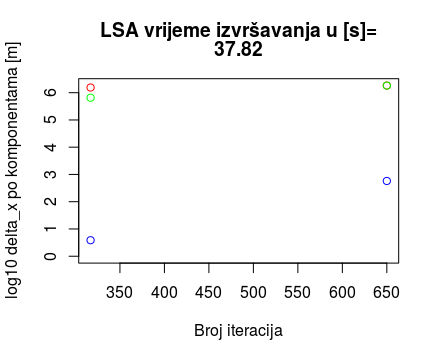 LSA vrijeme izvršavanja u [s]=
37.82
log10 delta_x po komponentama [m]
6
5
4
3
2
1
0
350 400 450 500 550 600 650
Broj iteracija